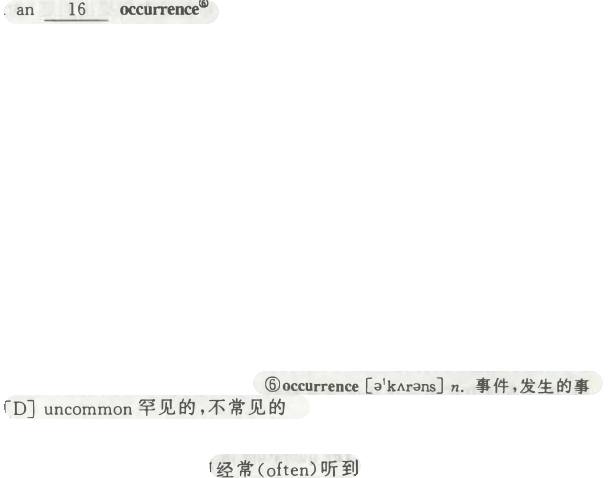 an 16 occurrence⑥
⑥occurrence [əˈkʌrəns] n. 事件,发生的事
[D] uncommon 罕见的,不常见的
经常(often)听到